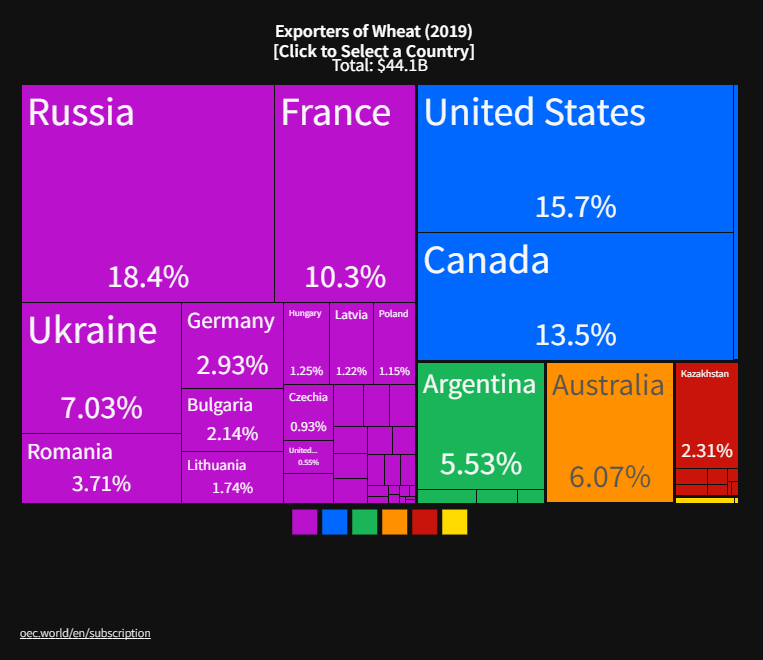 Exporters of Wheat (2019)
[Click to Select a Country]
Total: $44.1B
Russia
18.4%
France
10.3%
United States
15.7%
Canada
13.5%
Ukraine
7.03%
Romania
3.71%
Germany
2.93%
Bulgaria
2.14%
Lithuania
1.74%
Hungary
1.25%
Latvia
1.22%
Poland
1.15%
Czechia
0.93%
United...
0.55%
Argentina
5.53%
Australia
6.07%
Kazakhstan
2.31%
oec.world/en/subscription